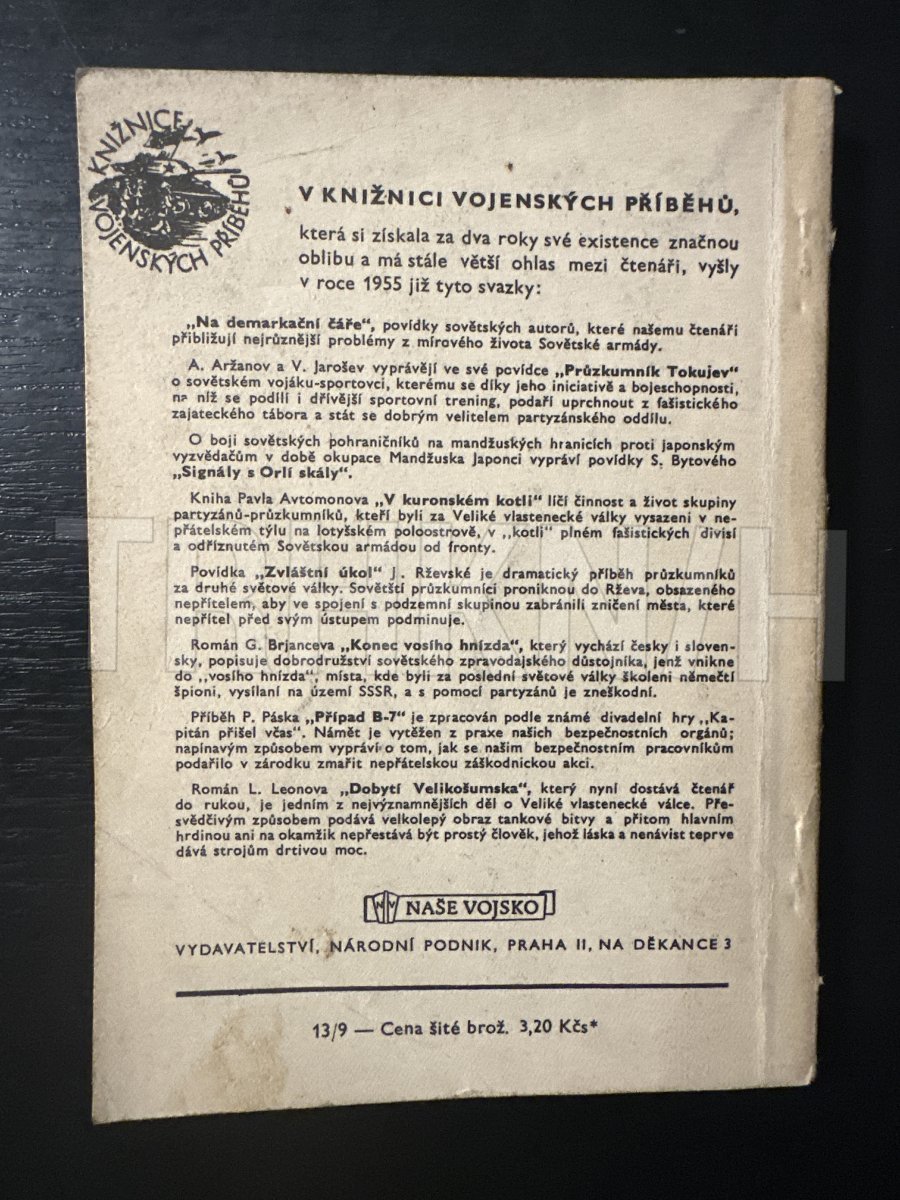 KNIŽNICE VOJENSKÝCH PŘÍBĚHŮ
V KNIŽNICI VOJENSKÝCH PŘÍBĚHŮ,
která si získala za dva roky své existence značnou
oblibu a má stále větší ohlas mezi čtenáři, vyšly
v roce 1955 již tyto svazky:
„Na demarkační čáře“, povídky sovětských autorů, které našemu čtenáři
přibližují nejrůznější problémy z mírového života Sovětské armády.
A. Aržanov a V. Jarošev vyprávějí ve své povídce „Průzkumník Tokujev“
o sovětském vojáku-sportovci, kterému se díky jeho iniciativě a bojeschopnosti,
na níž se podílí i dřívější sportovní trening, podaří uprchnout z fašistického
zajateckého tábora a stát se dobrým velitelem partyzánského oddílu.
O boji sovětských pohraničníků na mandžuských hranicích proti japonským
vyzvědačům v době okupace Mandžuska Japonci vypráví povídky S. Bytového
„Signály s Orlí skály“.
Kniha Pavla Avtomonova „V kuronském kotli“ líčí činnost a život skupiny
partyzánů-průzkumníků, kteří byli za Veliké vlastenecké války vysazeni v ne-
přátelském týlu na lotyšském poloostrově, v „kotli“ plném fašistických divisí
a odříznutém Sovětskou armádou od fronty.
Povídka „Zvláštní úkol“ J. Rževské je dramatický příběh průzkumníků
za druhé světové války. Sovětští průzkumníci proniknou do Rževa, obsazeného
nepřítelem, aby ve spojení s podzemní skupinou zabránili zničení města, které
nepřítel před svým ústupem podminuje.
Román G. Brjanceva „Konec vosího hnízda“, který vychází česky i sloven-
sky, popisuje dobrodružství sovětského zpravodajského důstojníka, jenž vnikne
do „vosího hnízda“, místa, kde byli za poslední světové války školeni němečtí
špioni, vysílaní na území SSSR, a s pomocí partyzánů je zneškodní.
Příběh P. Páska „Případ B-7“ je zpracován podle známé divadelní hry „Ka-
pitán přišel včas“. Námět je vytěžen z praxe našich bezpečnostních orgánů;
napínavým způsobem vypráví o tom, jak se našim bezpečnostním pracovníkům
podařilo v zárodku zmařit nepřátelskou záškodnickou akci.
Román L. Leonova „Dobytí Velikošumska“, který nyní dostává čtenář
do rukou, je jedním z nejvýznamnějších děl o Veliké vlastenecké válce. Pře-
svědčivým způsobem podává velkolepý obraz tankové bitvy a přitom hlavním
hrdinou ani na okamžik nepřestává být prostý člověk, jehož láska a nenávist teprve
dává strojům drtivou moc.
NV NAŠE VOJSKO
VYDAVATELSTVÍ, NÁRODNÍ PODNIK, PRAHA II, NA DĚKANCE 3
13/9 — Cena šité brož. 3,20 Kčs*